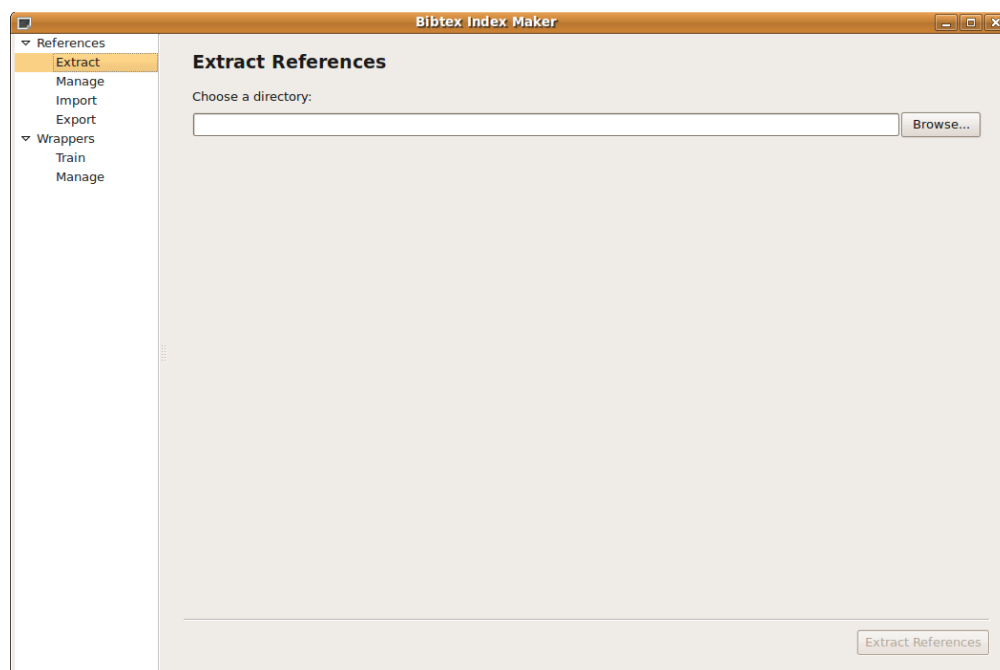 Bibtex Index Maker
References
Extract
Manage
Import
Export
Wrappers
Train
Manage
Extract References
Choose a directory:
Browse...
Extract References